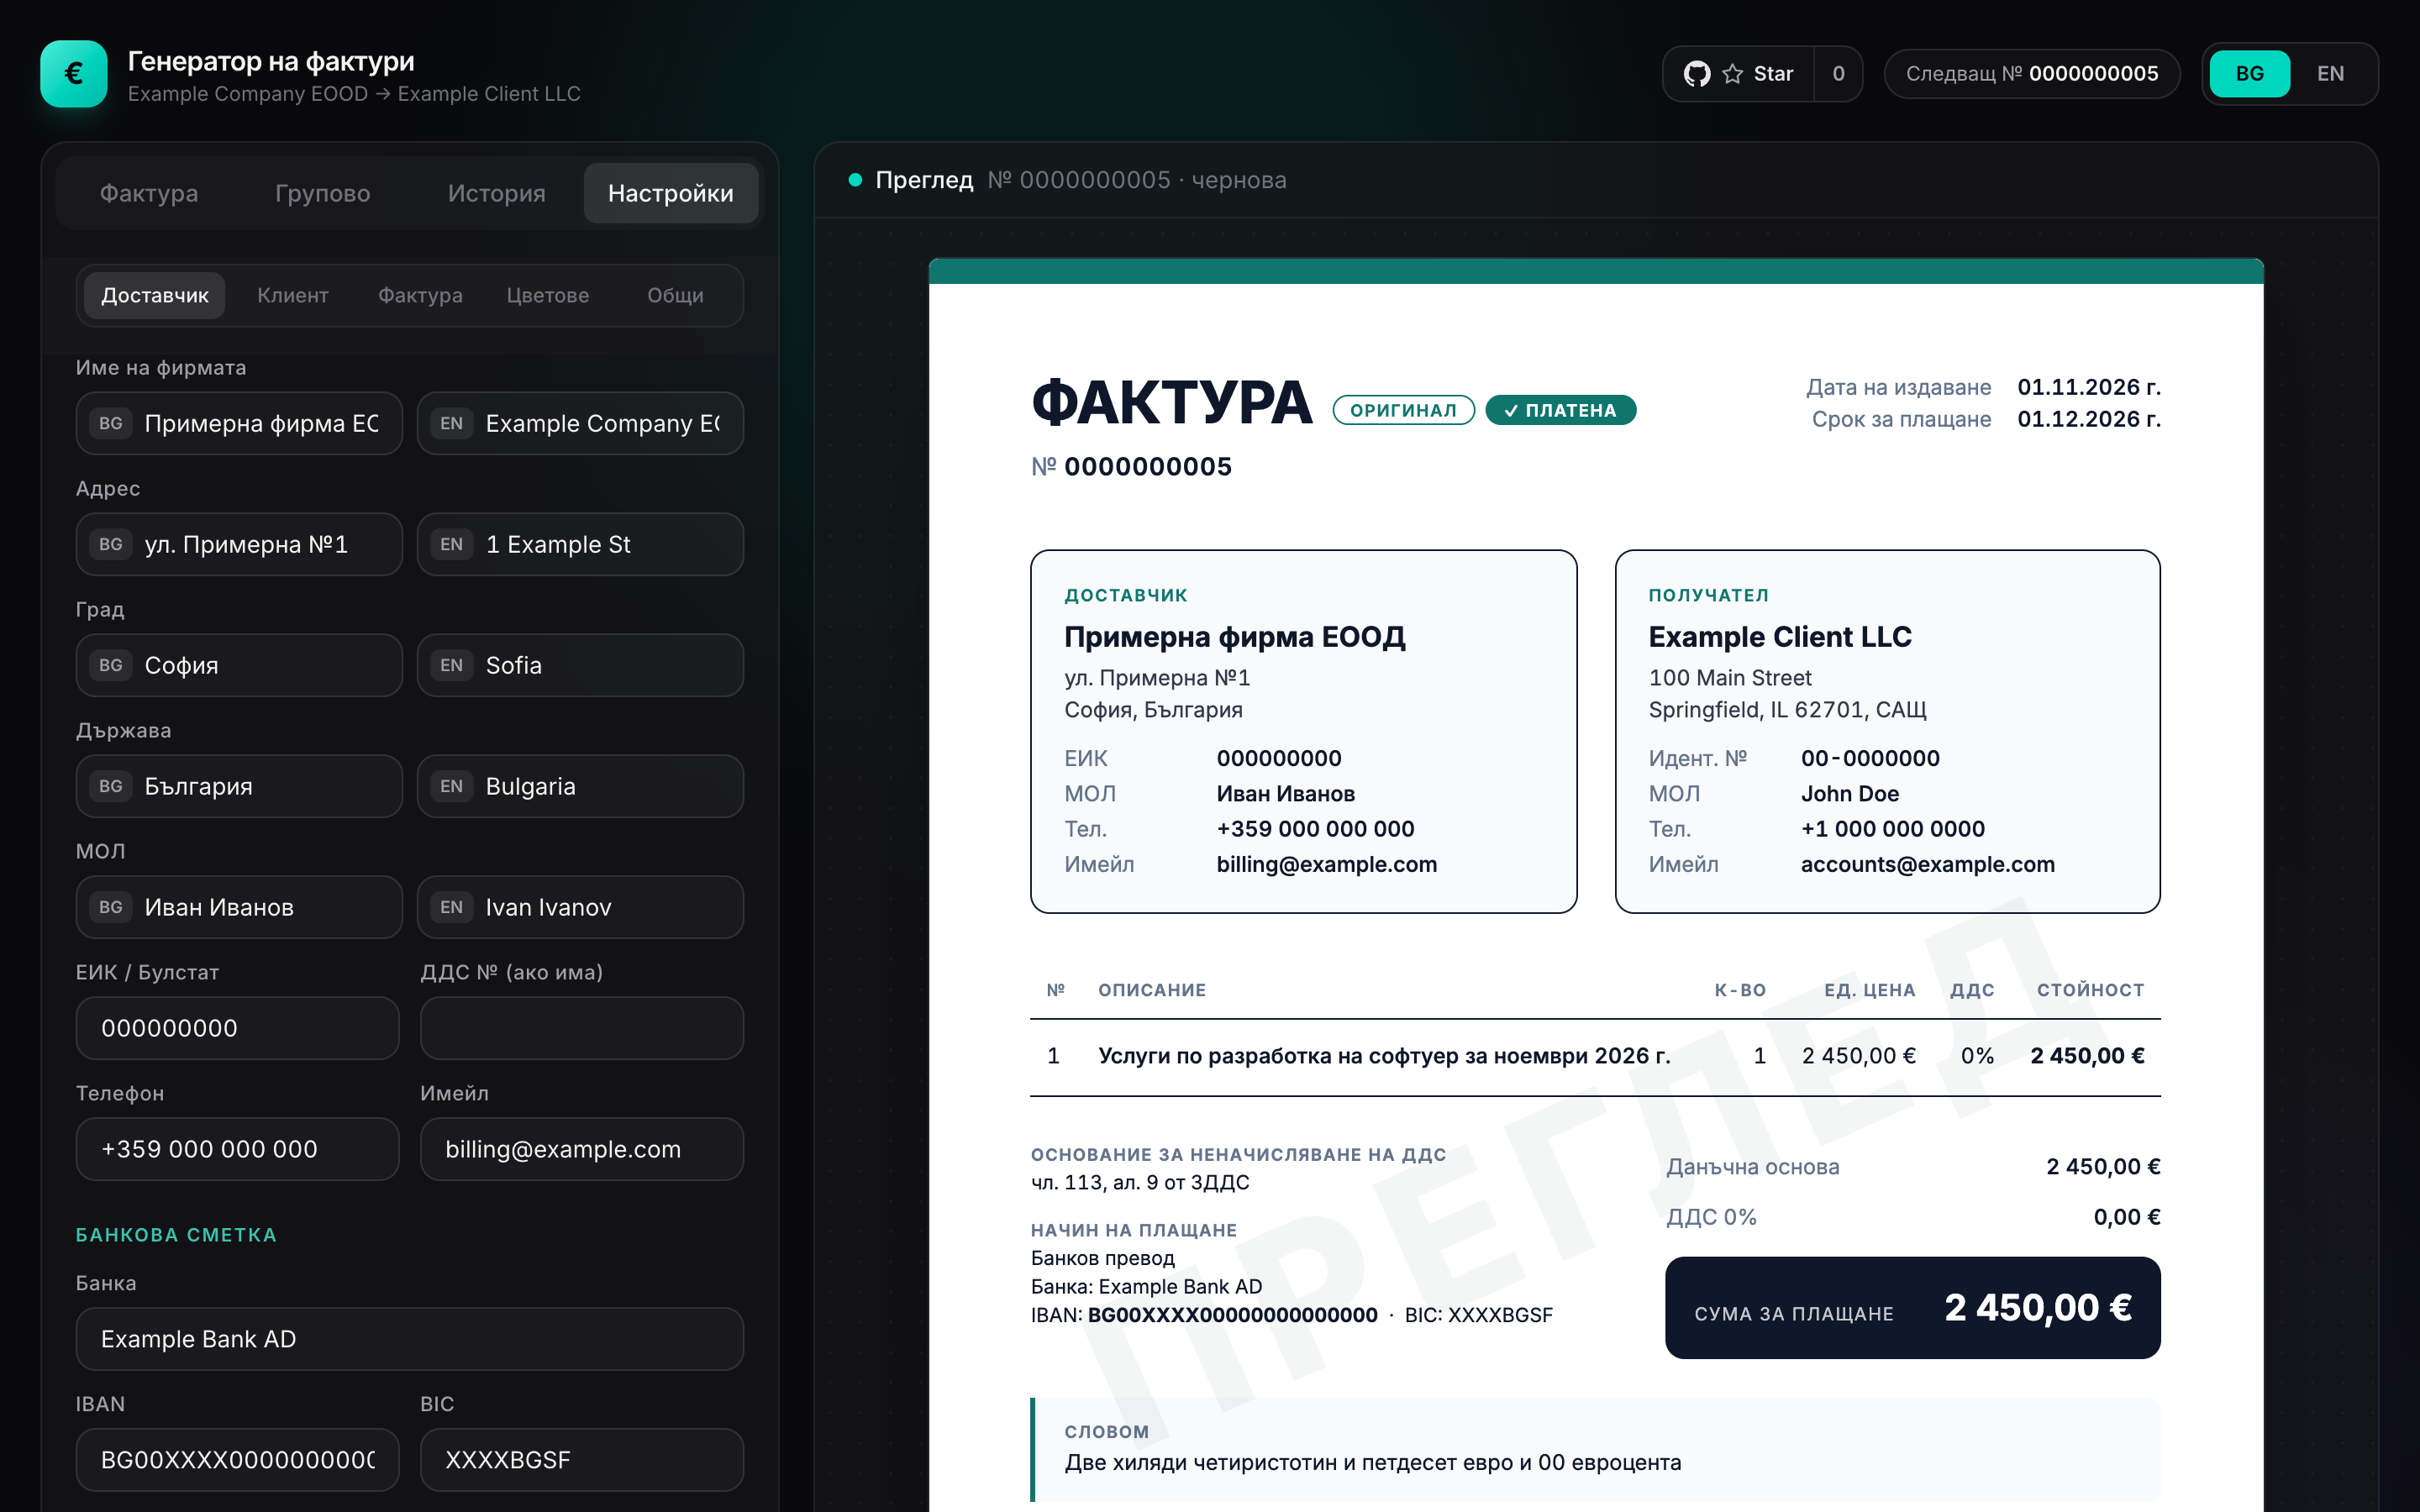 €
Генератор на фактури
Example Company EOOD → Example Client LLC
Star 0
Следващ № 0000000005
BG EN
Фактура Групово История Настройки
Доставчик Клиент Фактура Цветове Общи
Име на фирмата
BG Примерна фирма ЕС
EN Example Company EC
Адрес
BG ул. Примерна №1
EN 1 Example St
Град
BG София
EN Sofia
Държава
BG България
EN Bulgaria
МОЛ
BG Иван Иванов
EN Ivan Ivanov
ЕИК / Булстат
ДДС № (ако има)
000000000
Телефон
Имейл
+359 000 000 000
billing@example.com
БАНКОВА СМЕТКА
Банка
Example Bank AD
IBAN
BIC
BG00XXXX0000000000
XXXXBGSF
Преглед № 0000000005 · чернова
ФАКТУРА ОРИГИНАЛ ✓ ПЛАТЕНА
№ 0000000005
Дата на издаване 01.11.2026 г.
Срок за плащане 01.12.2026 г.
ДОСТАВЧИК
Примерна фирма ЕООД
ул. Примерна №1
София, България
ЕИК 000000000
МОЛ Иван Иванов
Тел. +359 000 000 000
Имейл billing@example.com
ПОЛУЧАТЕЛ
Example Client LLC
100 Main Street
Springfield, IL 62701, САЩ
Идент. № 00-0000000
МОЛ John Doe
Тел. +1 000 000 0000
Имейл accounts@example.com
№ ОПИСАНИЕ К-ВО ЕД. ЦЕНА ДДС СТОЙНОСТ
1 Услуги по разработка на софтуер за ноември 2026 г. 1 2 450,00 € 0% 2 450,00 €
ОСНОВАНИЕ ЗА НЕНАЧИСЛЯВАНЕ НА ДДС
чл. 113, ал. 9 от ЗДДС
НАЧИН НА ПЛАЩАНЕ
Банков превод
Банка: Example Bank AD
IBAN: BG00XXXX00000000000000 · BIC: XXXXBGSF
Данъчна основа 2 450,00 €
ДДС 0% 0,00 €
СУМА ЗА ПЛАЩАНЕ 2 450,00 €
ПРЕГЛЕД
СЛОВОМ
Две хиляди четиристотин и петдесет евро и 00 евроцента